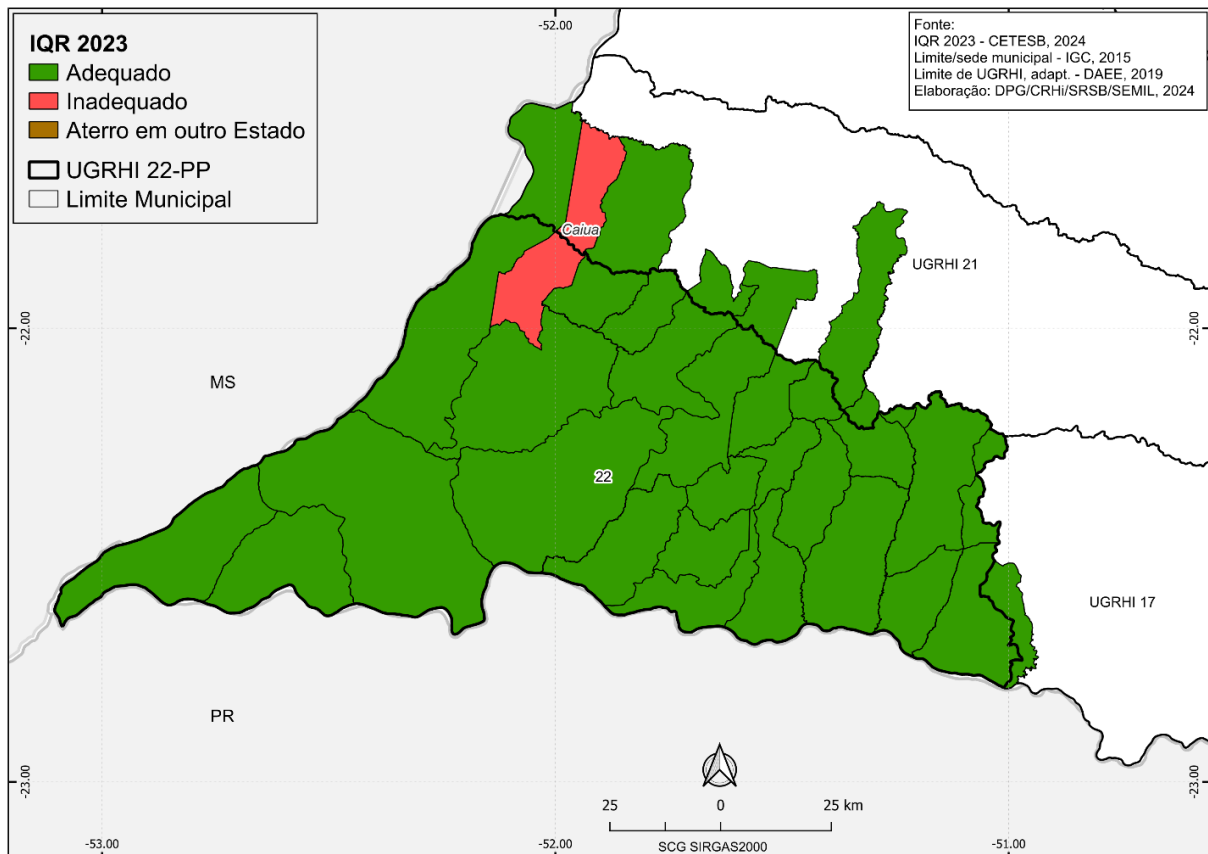 IQR 2023
Adequado
Inadequado
Aterro em outro Estado
UGRHI 22-PP
Limite Municipal
-52.00
Fonte:
IQR 2023 - CETESB, 2024
Limite/sede municipal - IGC, 2015
Limite de UGRHI, adapt. - DAEE, 2019
Elaboração: DPG/CRHi/SRSB/SEMIL, 2024
Caiua
UGRHI 21
-22.00
-22.00
MS
22
UGRHI 17
PR
-23.00
-23.00
25 0 25 km
SCG SIRGAS2000
-53.00
-52.00
-51.00